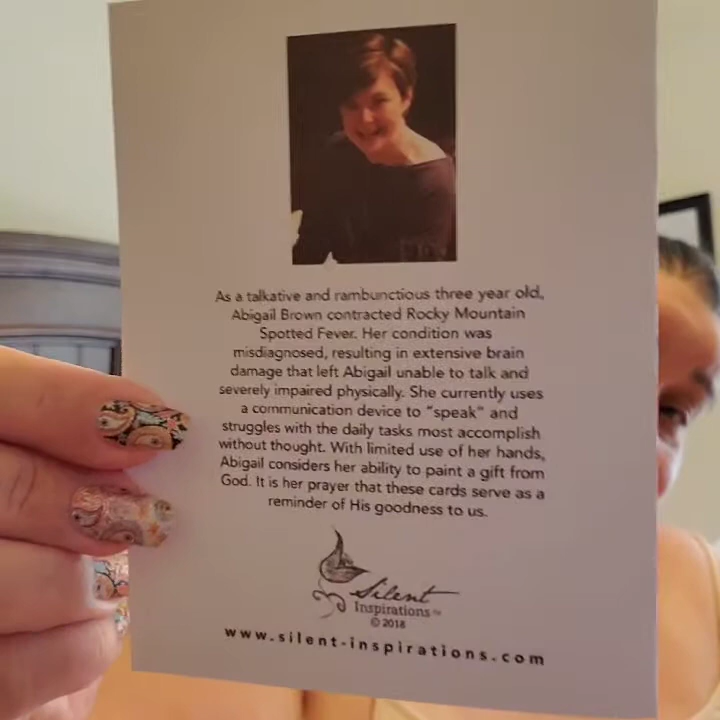 As a talkative and rambunctious three year old,
Abigail Brown contracted Rocky Mountain
Spotted Fever. Her condition was
misdiagnosed, resulting in extensive brain
damage that left Abigail unable to talk and
severely impaired physically. She currently uses
a communication device to “speak” and
struggles with the daily tasks most accomplish
without thought. With limited use of her hands,
Abigail considers her ability to paint a gift from
God. It is her prayer that these cards serve as a
reminder of His goodness to us.
Silent
Inspirations™
© 2018
www.silent-inspirations.com